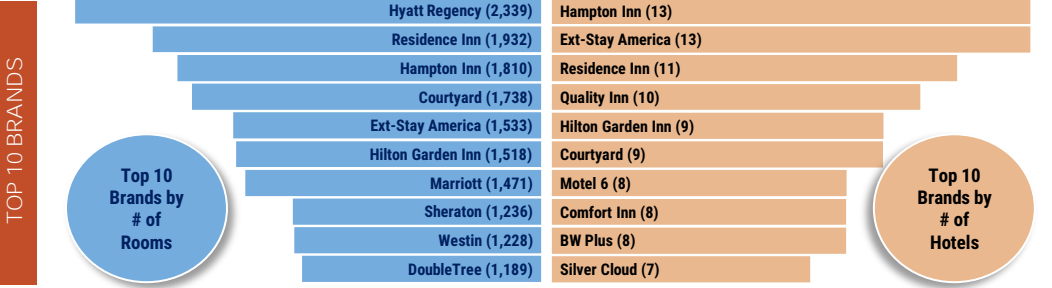 TOP 10 BRANDS
Hyatt Regency (2,339)
Residence Inn (1,932)
Hampton Inn (1,810)
Courtyard (1,738)
Ext-Stay America (1,533)
Hilton Garden Inn (1,518)
Marriott (1,471)
Sheraton (1,236)
Westin (1,228)
DoubleTree (1,189)
Top 10
Brands by
# of
Rooms
Hampton Inn (13)
Ext-Stay America (13)
Residence Inn (11)
Quality Inn (10)
Hilton Garden Inn (9)
Courtyard (9)
Motel 6 (8)
Comfort Inn (8)
BW Plus (8)
Silver Cloud (7)
Top 10
Brands by
# of
Hotels